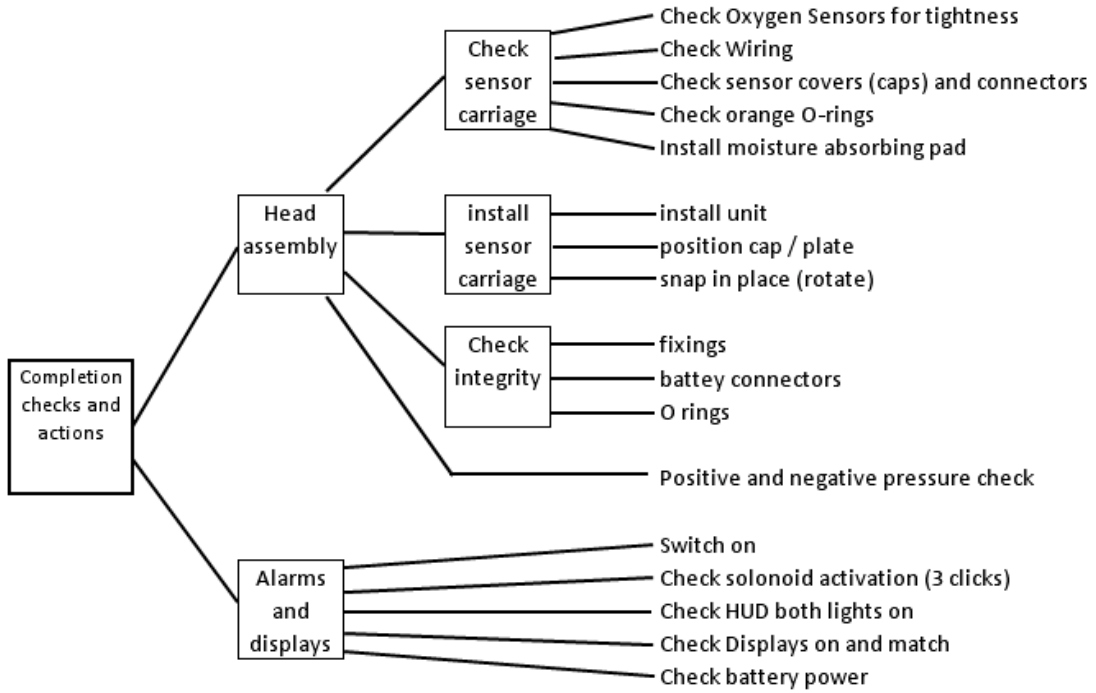 Check Oxygen Sensors for tightness
Check
sensor
carriage
Check Wiring
Check sensor covers (caps) and connectors
Check orange O-rings
Install moisture absorbing pad
Head
assembly
install
sensor
carriage
install unit
position cap / plate
snap in place (rotate)
Check
integrity
fixings
battey connectors
O rings
Completion
checks and
actions
Positive and negative pressure check
Alarms
and
displays
Switch on
Check solonoid activation (3 clicks)
Check HUD both lights on
Check Displays on and match
Check battery power